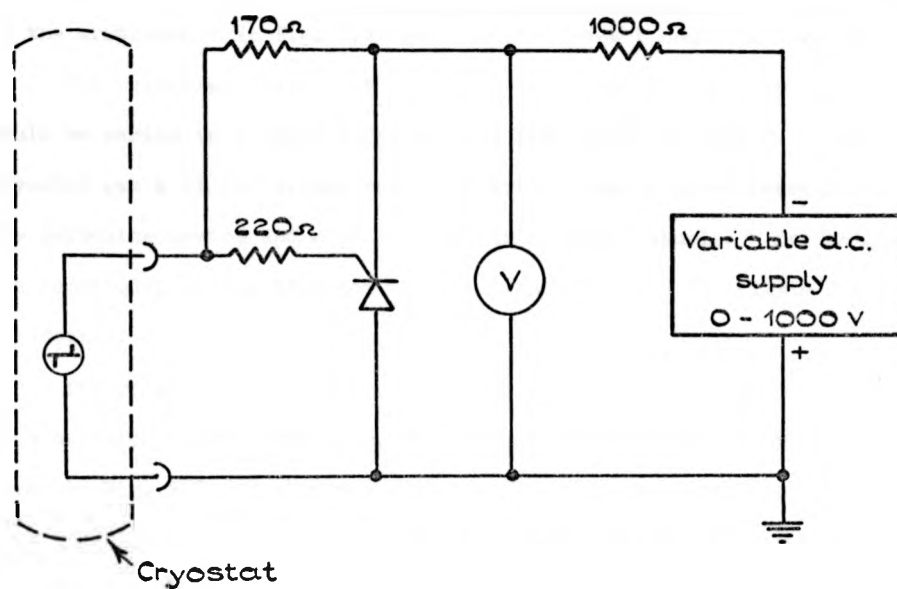 170Ω
1000Ω
220Ω
V
Variable d.c.
supply
0 - 1000 V
-
+
Cryostat